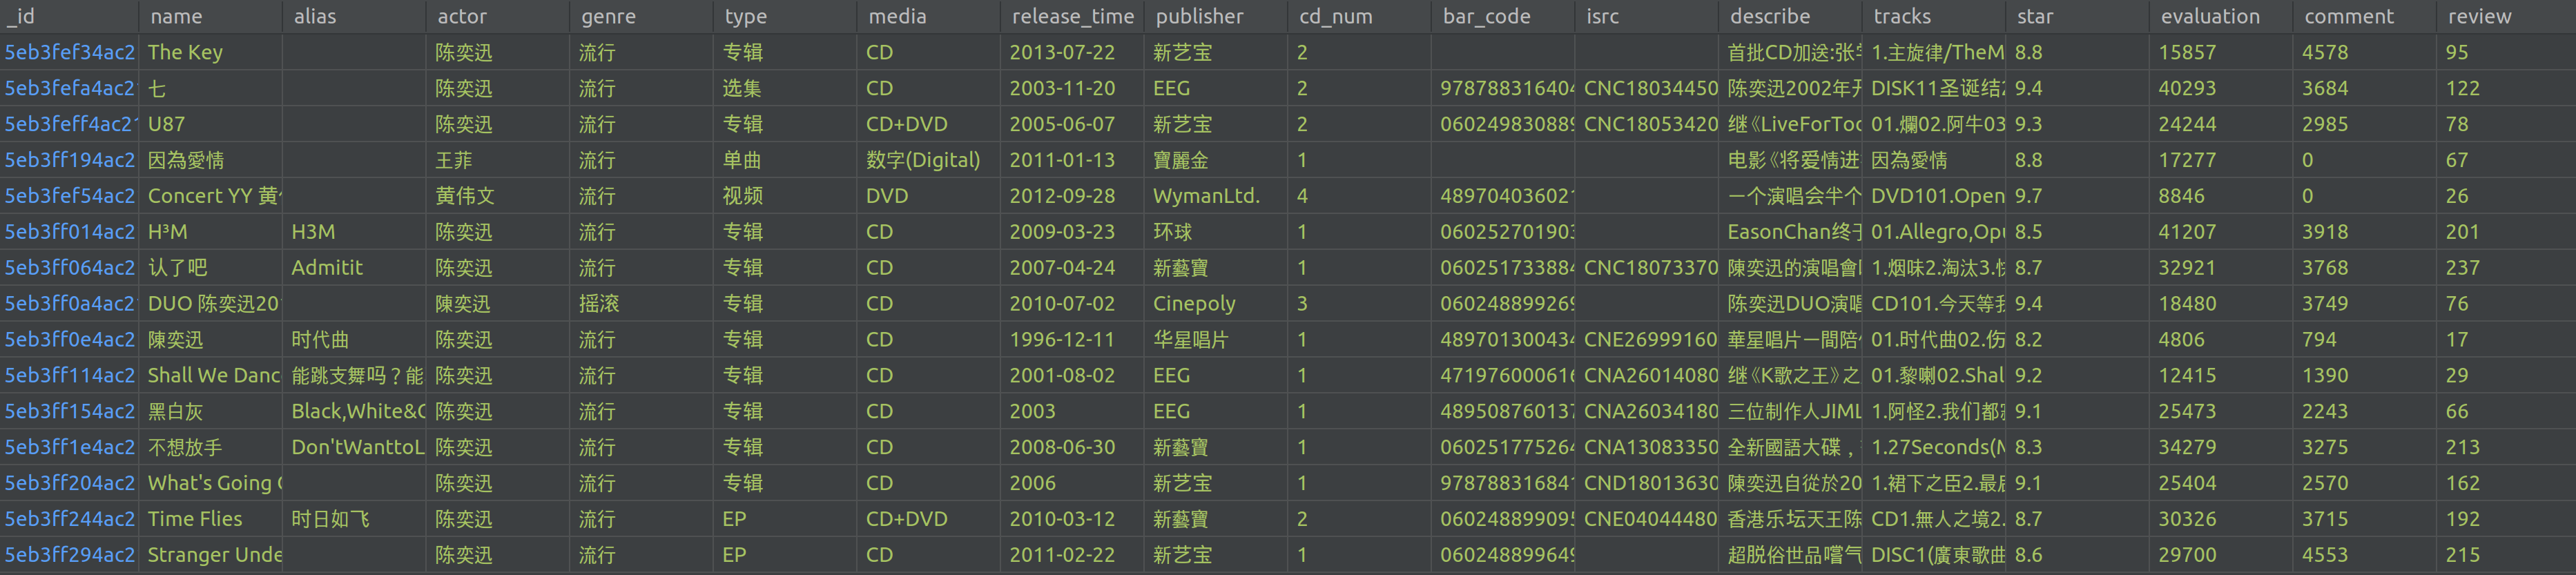 _id name alias actor genre type media release_time publisher cd_num bar_code isrc describe tracks star evaluation comment review
5eb3fef34ac2 The Key 陈奕迅 流行 专辑 CD 2013-07-22 新艺宝 2 首批CD加送:张学 1.主旋律/TheM 8.8 15857 4578 95
5eb3fefa4ac2 七 陈奕迅 流行 选集 CD 2003-11-20 EEG 2 978788316404 CNC18034450 陈奕迅2002年 DISK11圣诞结 9.4 40293 3684 122
5eb3feff4ac2 U87 陈奕迅 流行 专辑 CD+DVD 2005-06-07 新艺宝 2 060249830889 CNC18053420 继《LiveForToo 01.爛02.阿牛03 9.3 24244 2985 78
5eb3ff194ac2 因為愛情 王菲 流行 单曲 数字(Digital) 2011-01-13 寶麗金 1 电影《将爱情进 因為愛情 8.8 17277 0 67
5eb3fef54ac2 Concert YY 黄 黄伟文 流行 视频 DVD 2012-09-28 WymanLtd. 4 48970403602 一个演唱会半个 DVD101.Open 9.7 8846 0 26
5eb3ff014ac2 H³M H3M 陈奕迅 流行 专辑 CD 2009-03-23 环球 1 060252701903 EasonChan终于 01.Allegro,Opu 8.5 41207 3918 201
5eb3ff064ac2 认了吧 Admitit 陈奕迅 流行 专辑 CD 2007-04-24 新藝寶 1 060251733884 CNC18073370 陳奕迅的演唱會 1.烟味2.淘汰3. 8.7 32921 3768 237
5eb3ff0a4ac2 DUO 陈奕迅20 陳奕迅 摇滚 专辑 CD 2010-07-02 Cinepoly 3 060248899269 陈奕迅DUO演唱 CD101.今天等我 9.4 18480 3749 76
5eb3ff0e4ac2 陳奕迅 时代曲 陈奕迅 流行 专辑 CD 1996-12-11 华星唱片 1 489701300434 CNE26999160 華星唱片一間陪 01.时代曲02.伤 8.2 4806 794 17
5eb3ff114ac2 Shall We Danc 能跳支舞吗？能 陈奕迅 流行 专辑 CD 2001-08-02 EEG 1 471976000616 CNA26014080 继《K歌之王》之 01.黎喇02.Shal 9.2 12415 1390 29
5eb3ff154ac2 黑白灰 Black,White&G 陈奕迅 流行 专辑 CD 2003 EEG 1 489508760137 CNA26034180 三位制作人JIML 1.阿怪2.我们都 9.1 25473 2243 66
5eb3ff1e4ac2 不想放手 Don'tWanttoL 陈奕迅 流行 专辑 CD 2008-06-30 新藝寶 1 060251775264 CNA13083350 全新國語大碟， 1.27Seconds(M 8.3 34279 3275 213
5eb3ff204ac2 What's Going 陈奕迅 流行 专辑 CD 2006 新艺宝 1 978788316841 CND18013630 陳奕迅自從於20 1.裙下之臣2.最后 9.1 25404 2570 162
5eb3ff244ac2 Time Flies 时日如飞 陈奕迅 流行 EP CD+DVD 2010-03-12 新藝寶 2 060248899095 CNE04044480 香港乐坛天王陈 CD1.無人之境2. 8.7 30326 3715 192
5eb3ff294ac2 Stranger Unde 陈奕迅 流行 EP CD 2011-02-22 新艺宝 1 060248899649 超脱俗世品嚐气 DISC1(廣東歌曲 8.6 29700 4553 215